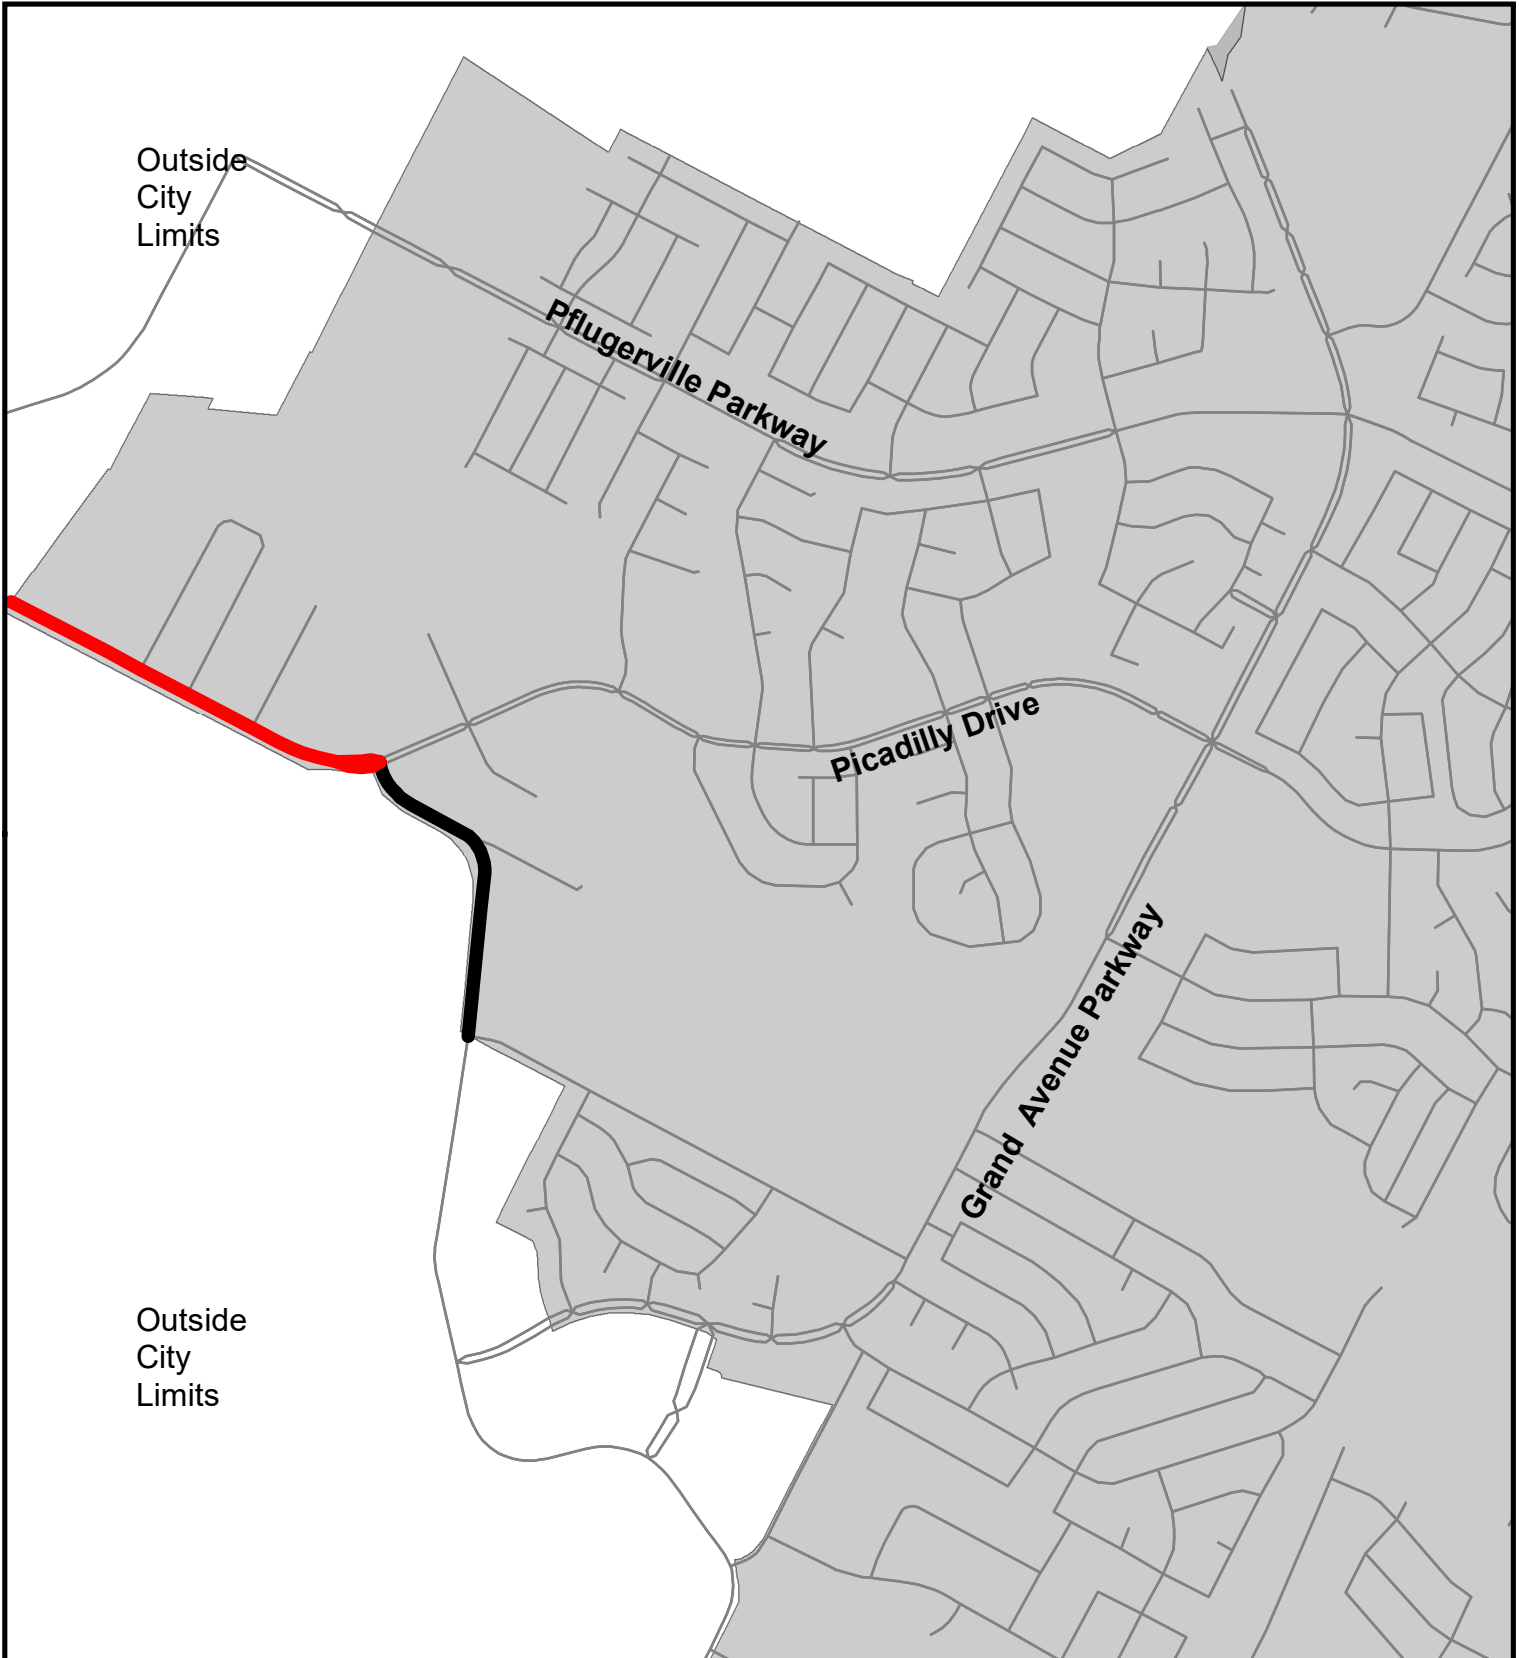 Outside
City
Limits
Pflugerville Parkway
Picadilly Drive
Grand Avenue Parkway
Outside
City
Limits